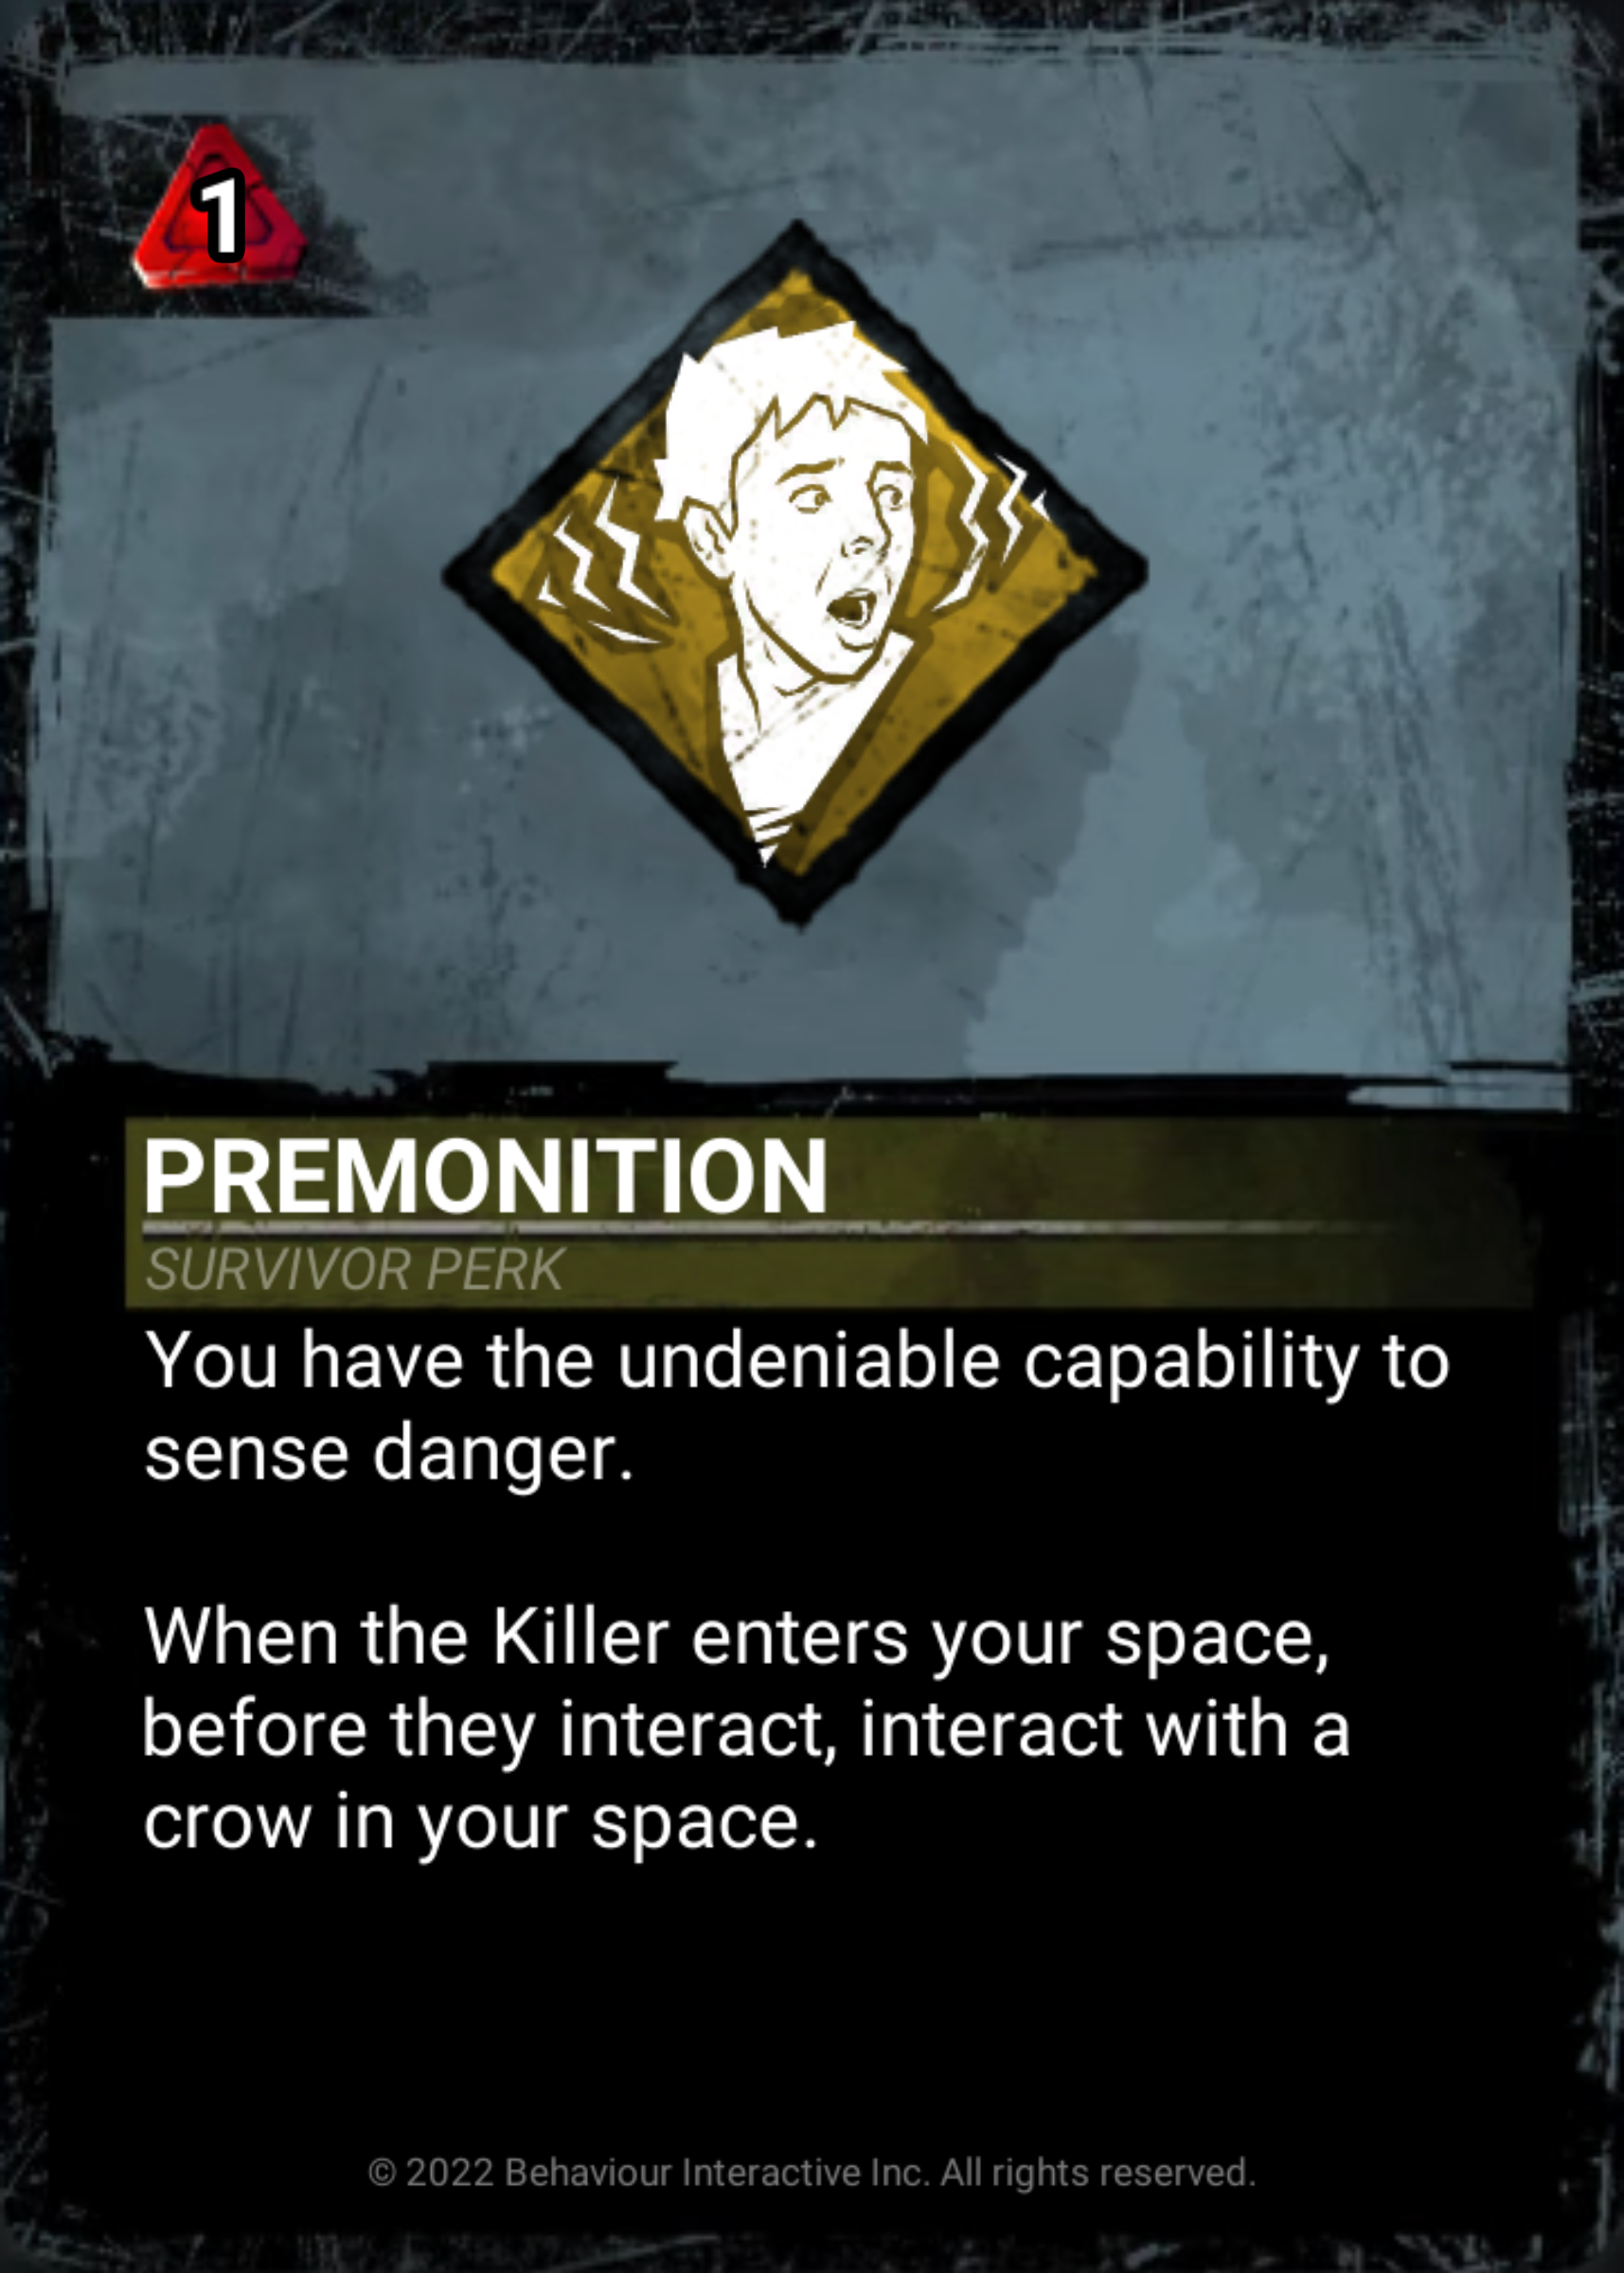 1
PREMONITION
SURVIVOR PERK
You have the undeniable capability to
sense danger.
When the Killer enters your space,
before they interact, interact with a
crow in your space.
© 2022 Behaviour Interactive Inc. All rights reserved.